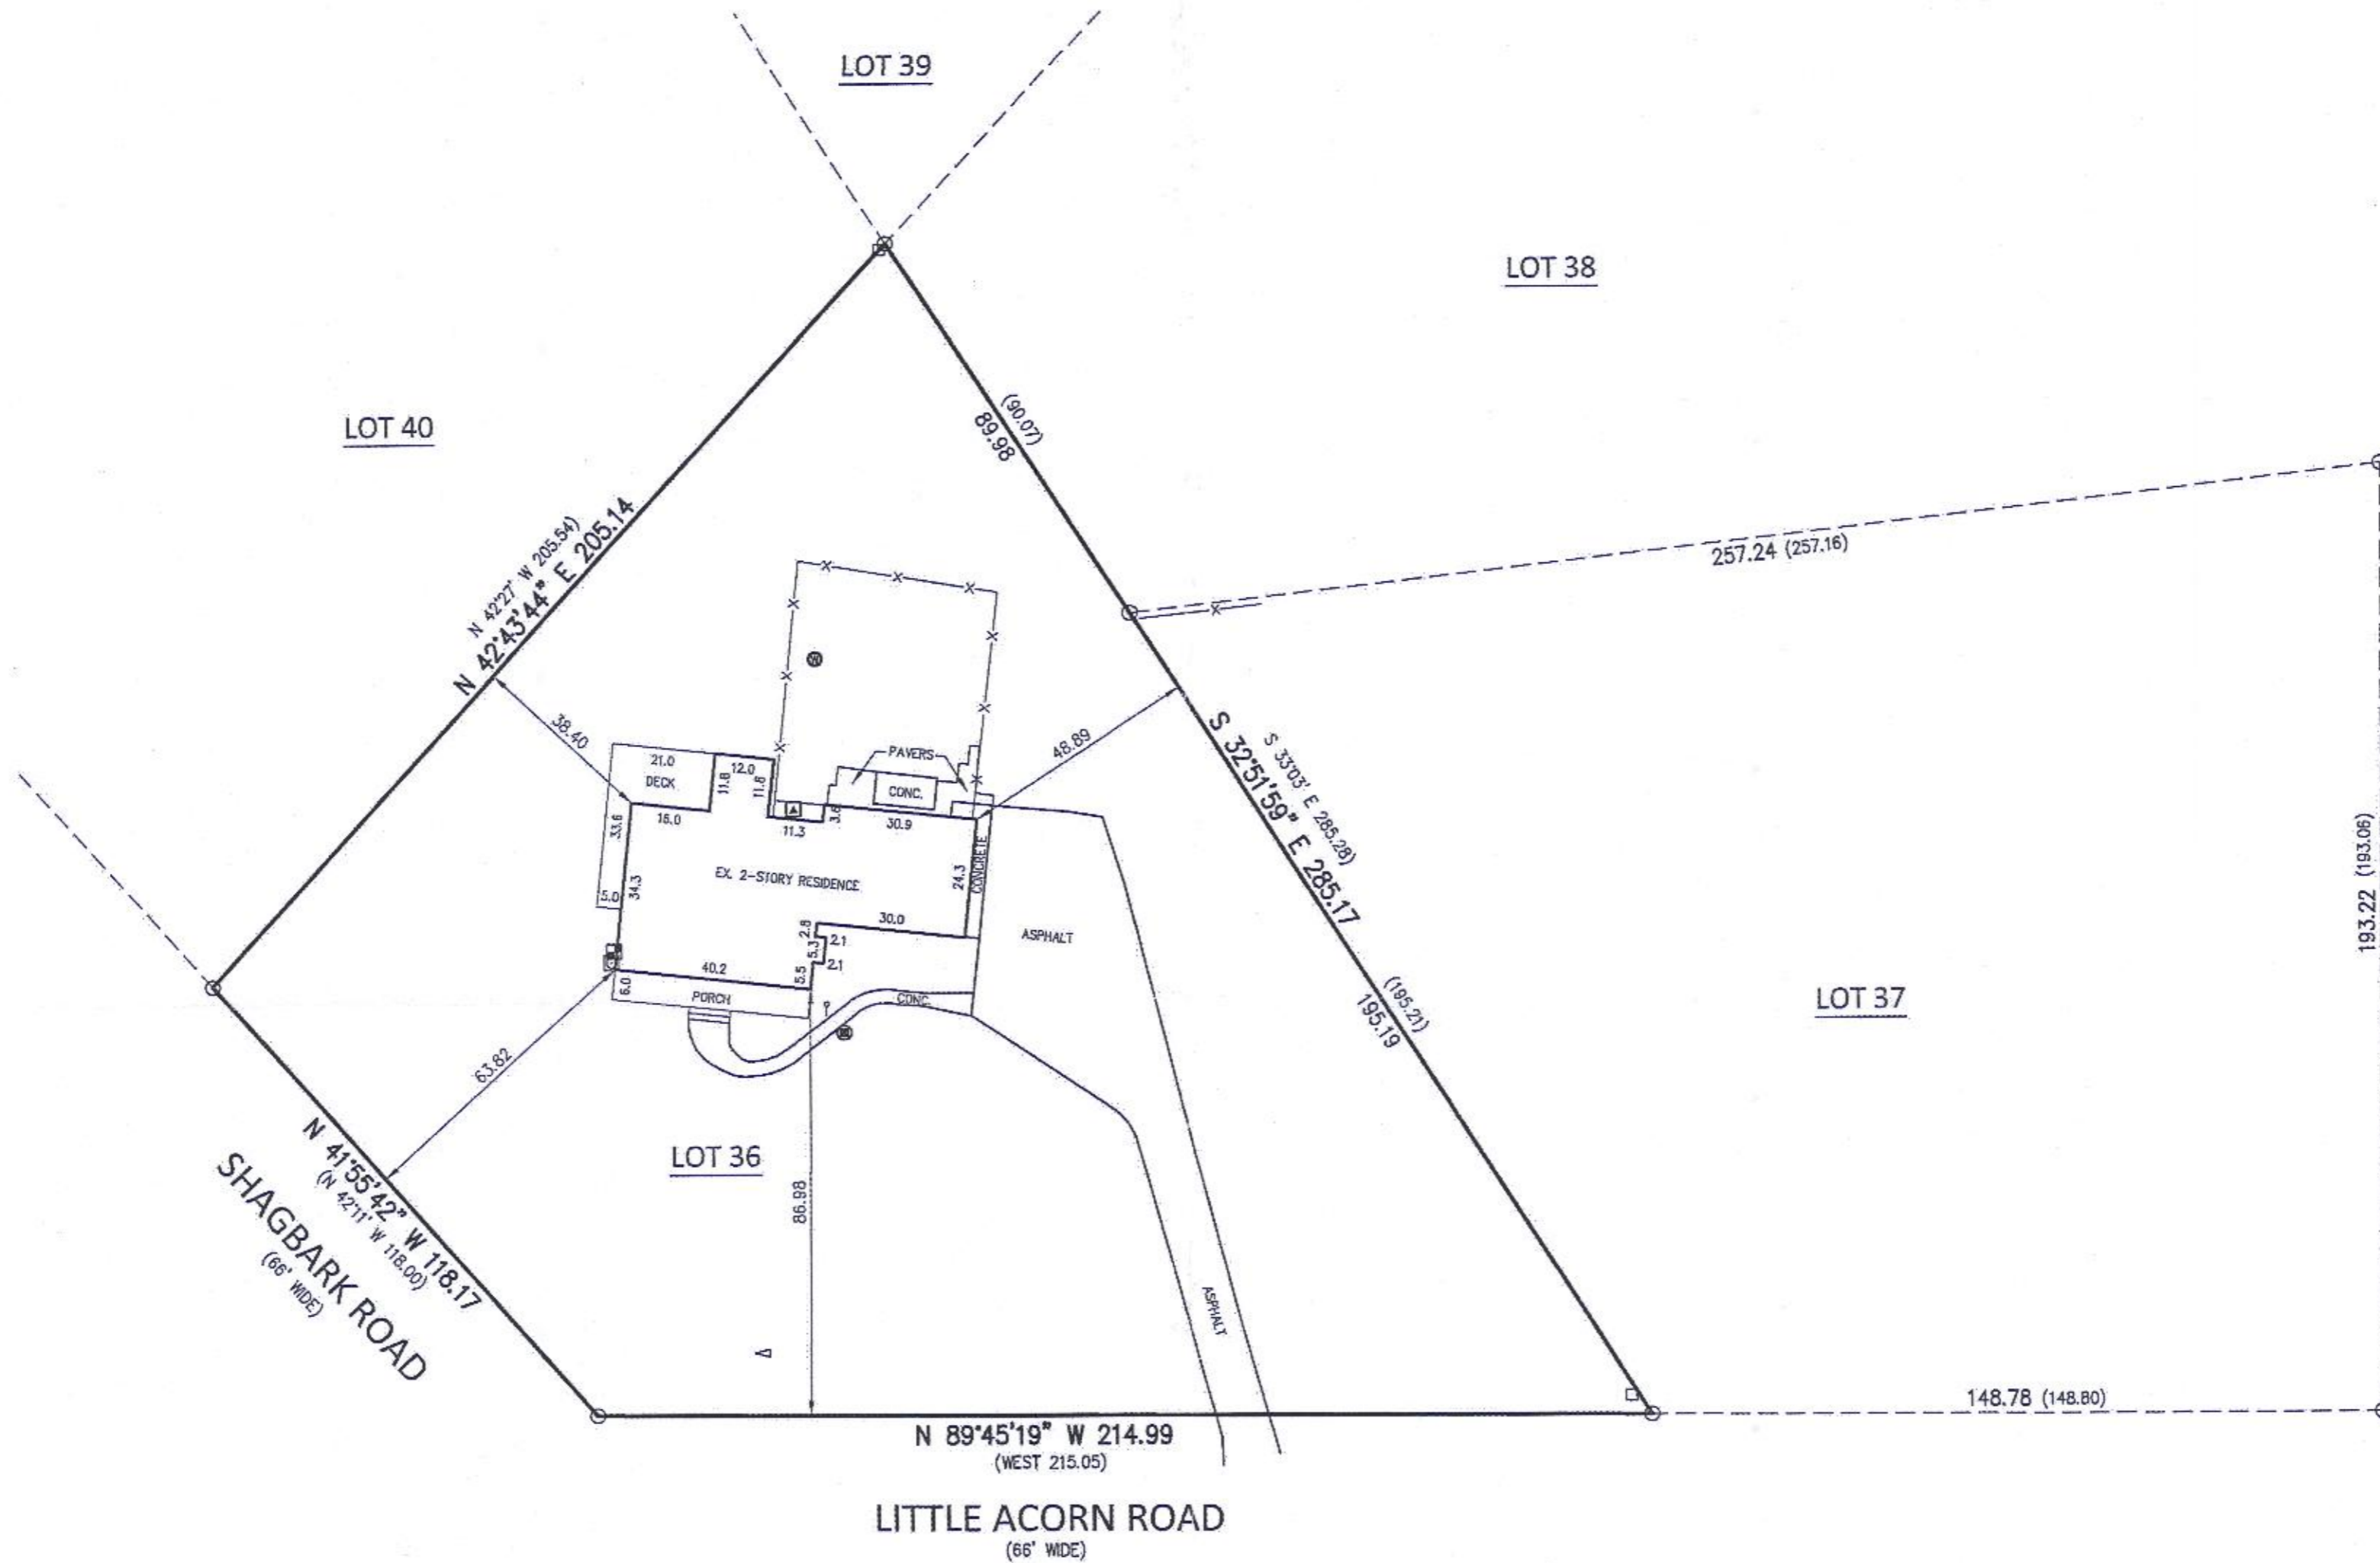 LOT 39
LOT 38
LOT 40
(90.07)
89.98
257.24 (257.16)
N 42°27' W 205.54)
N 42°43'44" E 205.14
38.40
48.89
S 33°03' E 285.28)
S 32°51'59" E 285.17
PAVERS
21.0
DECK
12.0
11.8
11.8
CONC.
16.0
11.3
3.6
30.9
33.6
34.3
5.0
EX. 2-STORY RESIDENCE
24.3
CONCRETE
193.22 (193.06)
30.0
2.8
2.1
5.3
2.1
5.5
ASPHALT
40.2
6.0
PORCH
CONC.
(195.21)
195.19
LOT 37
63.82
LOT 36
86.98
N 41°55'42" W 118.17
(N 42°11' W 118.00)
SHAGBARK ROAD
(66' WIDE)
ASPHALT
148.78 (148.80)
N 89°45'19" W 214.99
(WEST 215.05)
LITTLE ACORN ROAD
(66' WIDE)